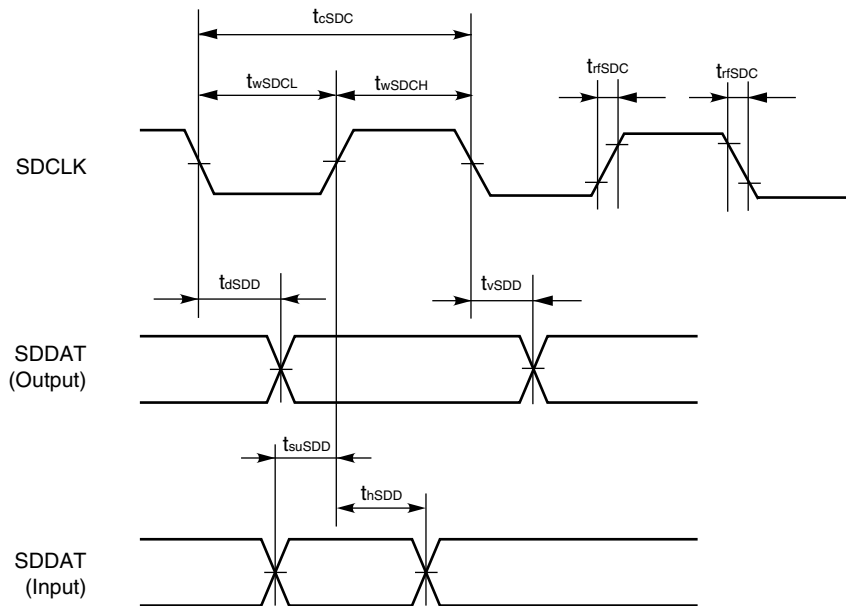 tcSDC
twSDCL
twSDCH
trfSDC
trfSDC
SDCLK
tdSDD
tvSDD
SDDAT
(Output)
tsuSDD
thSDD
SDDAT
(Input)